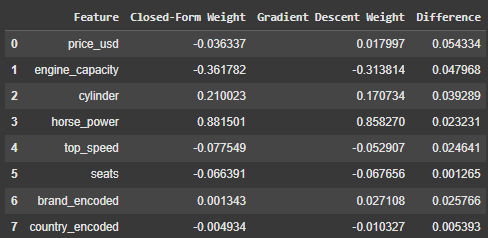 Feature Closed-Form Weight Gradient Descent Weight Difference
0 price_usd -0.036337 0.017997 0.054334
1 engine_capacity -0.361782 -0.313814 0.047968
2 cylinder 0.210023 0.170734 0.039289
3 horse_power 0.881501 0.858270 0.023231
4 top_speed -0.077549 -0.052907 0.024641
5 seats -0.066391 -0.067656 0.001265
6 brand_encoded 0.001343 0.027108 0.025766
7 country_encoded -0.004934 -0.010327 0.005393